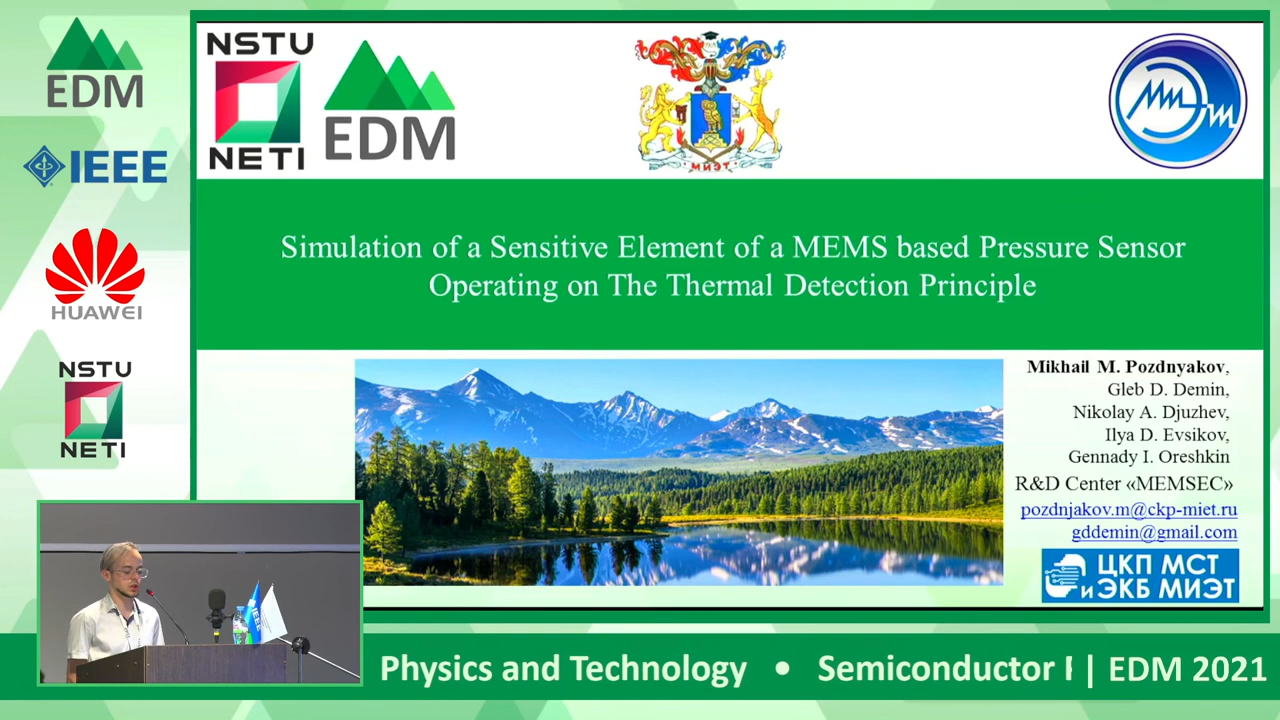 EDM
IEEE
HUAWEI
NSTU
NETI
NSTU
NETI
EDM
МИЭТ
Simulation of a Sensitive Element of a MEMS based Pressure Sensor
Operating on The Thermal Detection Principle
Mikhail M. Pozdnyakov,
Gleb D. Demin,
Nikolay A. Djuzhev,
Ilya D. Evsikov,
Gennady I. Oreshkin
R&D Center «MEMSEC»
pozdnjakov.m@ckp-miet.ru
gddemin@gmail.com
ЦКП МСТ
и ЭКБ МИЭТ
IEEE
Physics and Technology • Semiconductor | EDM 2021